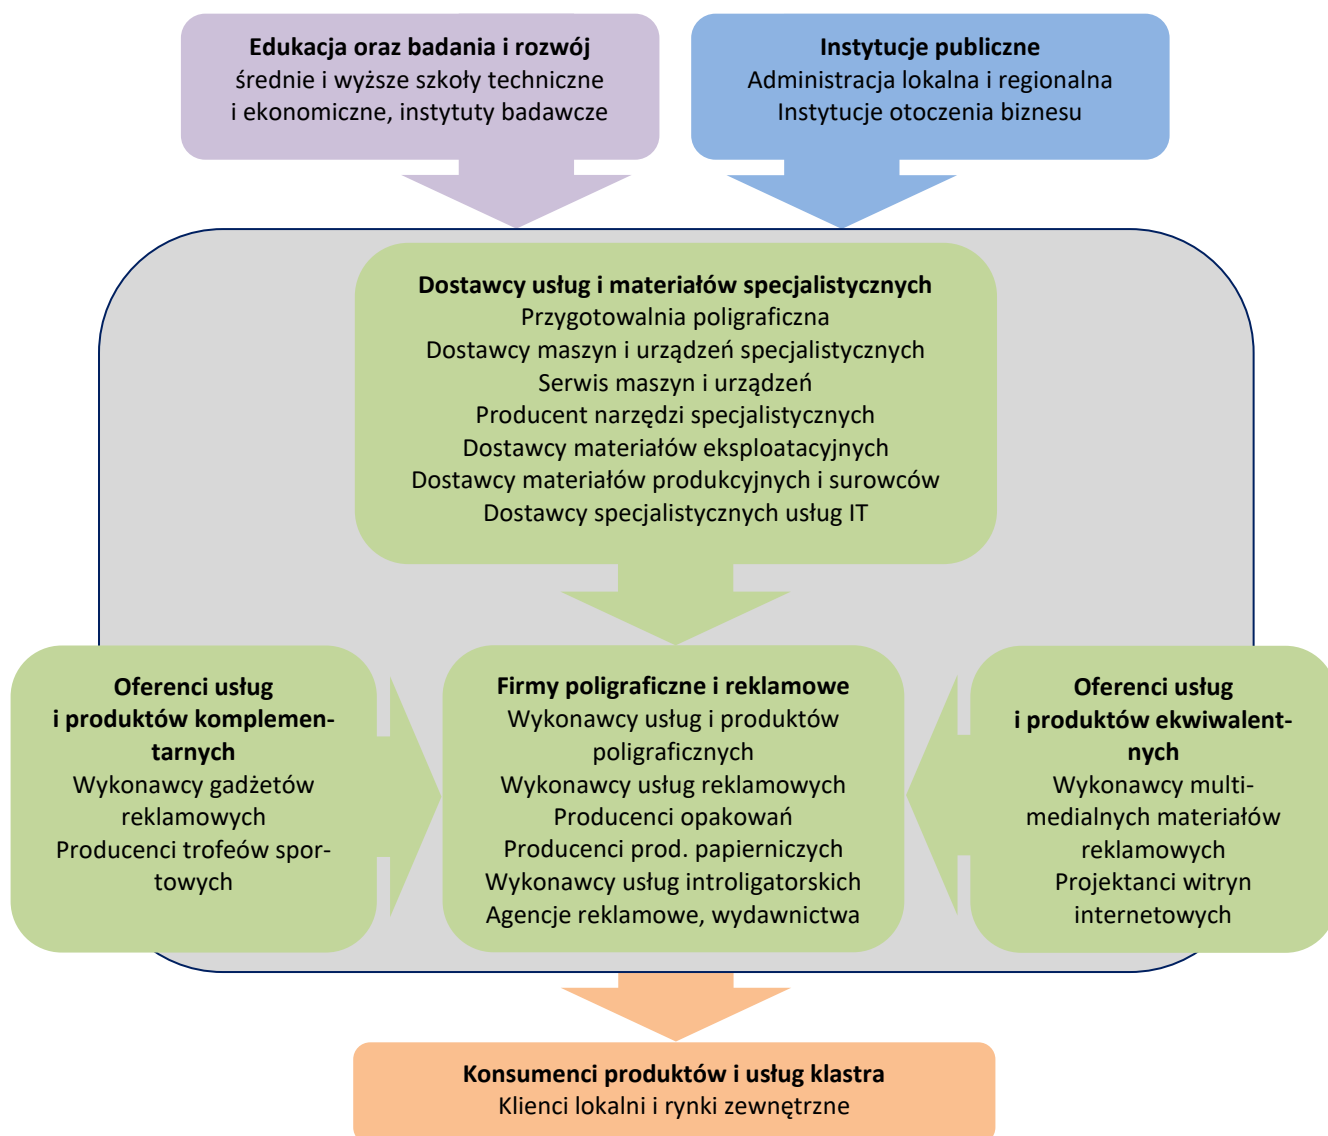 Edukacja oraz badania i rozwój
średnie i wyższe szkoły techniczne
i ekonomiczne, instytuty badawcze
Instytucje publiczne
Administracja lokalna i regionalna
Instytucje otoczenia biznesu
Dostawcy usług i materiałów specjalistycznych
Przygotowalnia poligraficzna
Dostawcy maszyn i urządzeń specjalistycznych
Serwis maszyn i urządzeń
Producent narzędzi specjalistycznych
Dostawcy materiałów eksploatacyjnych
Dostawcy materiałów produkcyjnych i surowców
Dostawcy specjalistycznych usług IT
Oferenci usług
i produktów komplemen-
tarnych
Wykonawcy gadżetów
reklamowych
Producenci trofeów spor-
towych
Firmy poligraficzne i reklamowe
Wykonawcy usług i produktów
poligraficznych
Wykonawcy usług reklamowych
Producenci opakowań
Producenci prod. papierniczych
Wykonawcy usług introligatorskich
Agencje reklamowe, wydawnictwa
Oferenci usług
i produktów ekwiwalent-
nych
Wykonawcy multi-
medialnych materiałów
reklamowych
Projektanci witryn
internetowych
Konsumenci produktów i usług klastra
Klienci lokalni i rynki zewnętrzne